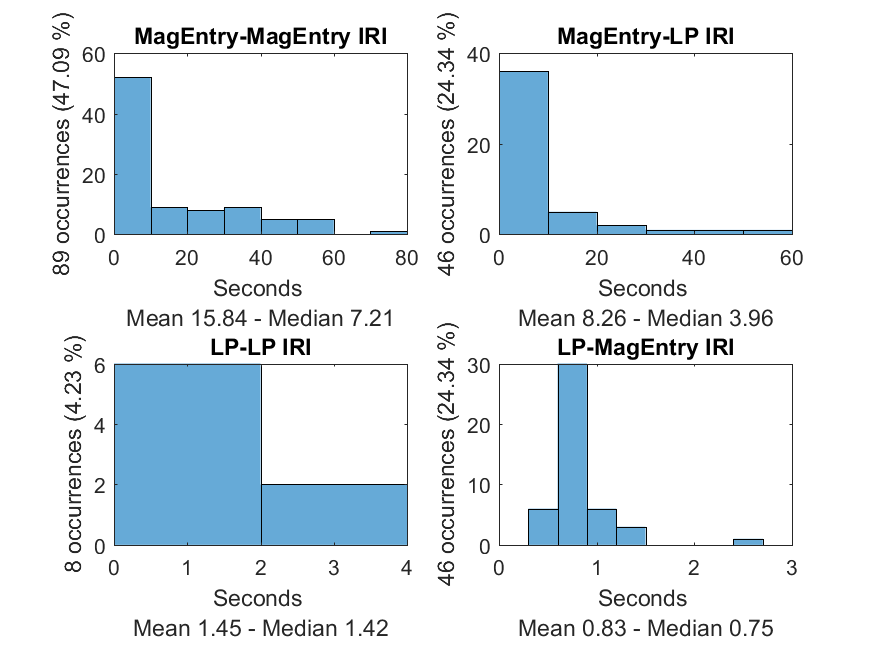 MagEntry-MagEntry IRI
89 occurrences (47.09 %)
60
40
20
0
0 20 40 60 80
Seconds
Mean 15.84 - Median 7.21
MagEntry-LP IRI
46 occurrences (24.34 %)
40
20
0
0 20 40 60
Seconds
Mean 8.26 - Median 3.96
LP-LP IRI
8 occurrences (4.23 %)
6
4
2
0
0 1 2 3 4
Seconds
Mean 1.45 - Median 1.42
LP-MagEntry IRI
46 occurrences (24.34 %)
30
20
10
0
0 1 2 3
Seconds
Mean 0.83 - Median 0.75